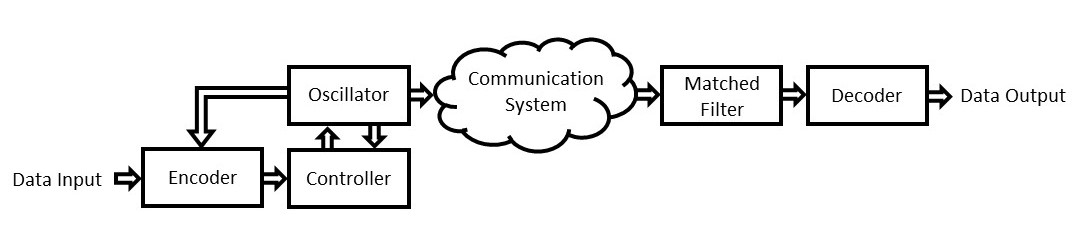 Oscillator
Communication
System
Matched
Filter
Decoder
Data Output
Data Input
Encoder
Controller